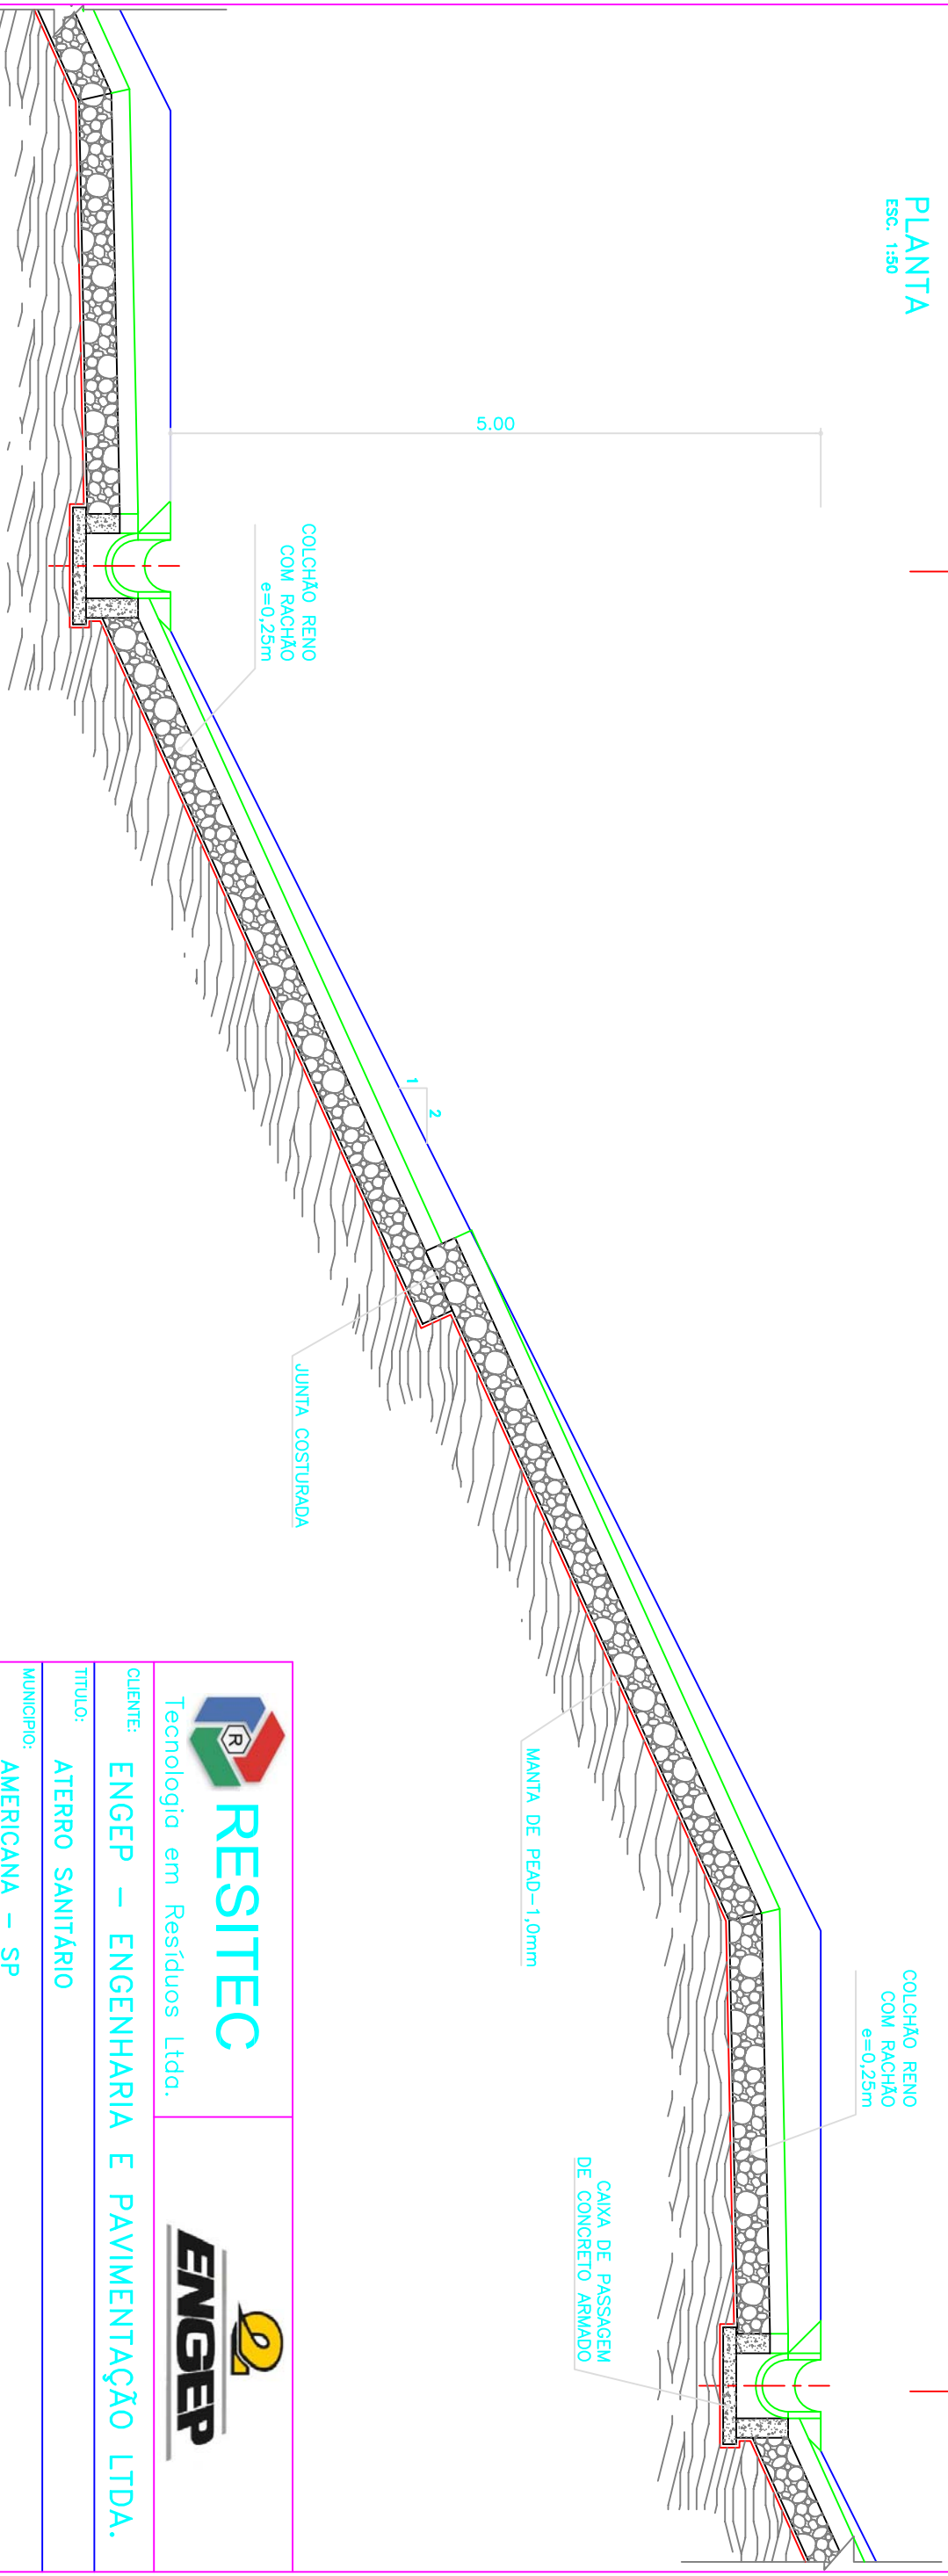 PLANTA
ESC. 1:50
5.00
COLCHÃO RENO
COM RACHÃO
e=0,25m
1
2
JUNTA COSTURADA
MANTA DE PEAD-1,0mm
COLCHÃO RENO
COM RACHÃO
e=0,25m
CAIXA DE PASSAGEM
DE CONCRETO ARMADO
R
RESITEC
Tecnologia em Resíduos Ltda.
e
ENGEP
CLIENTE: ENGEP - ENGENHARIA E PAVIMENTAÇÃO LTDA.
TITULO: ATERRO SANITÁRIO
MUNICIPIO: AMERICANA - SP